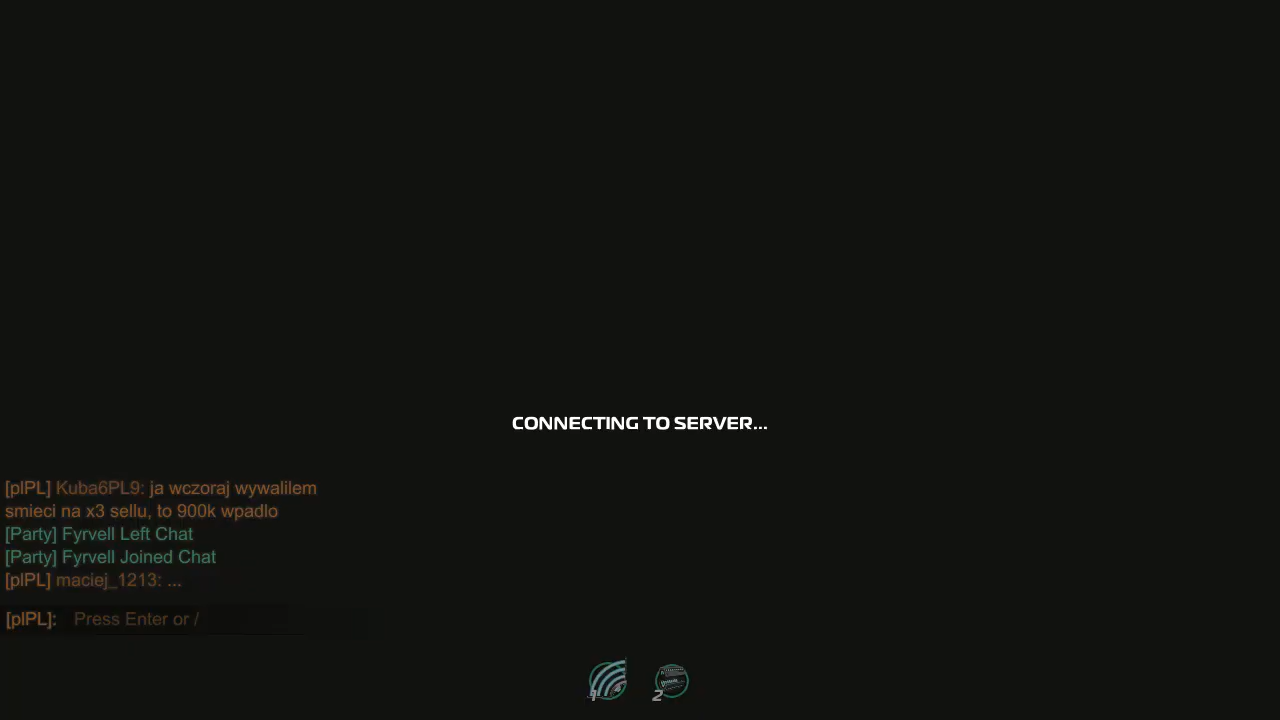 CONNECTING TO SERVER...
[plPL] Kuba6PL9: ja wczoraj wywalilem
smieci na x3 sellu, to 900k wpadlo
[Party] Fyrvell Left Chat
[Party] Fyrvell Joined Chat
[plPL] maciej_1213: ...
[plPL]: Press Enter or /
1 2